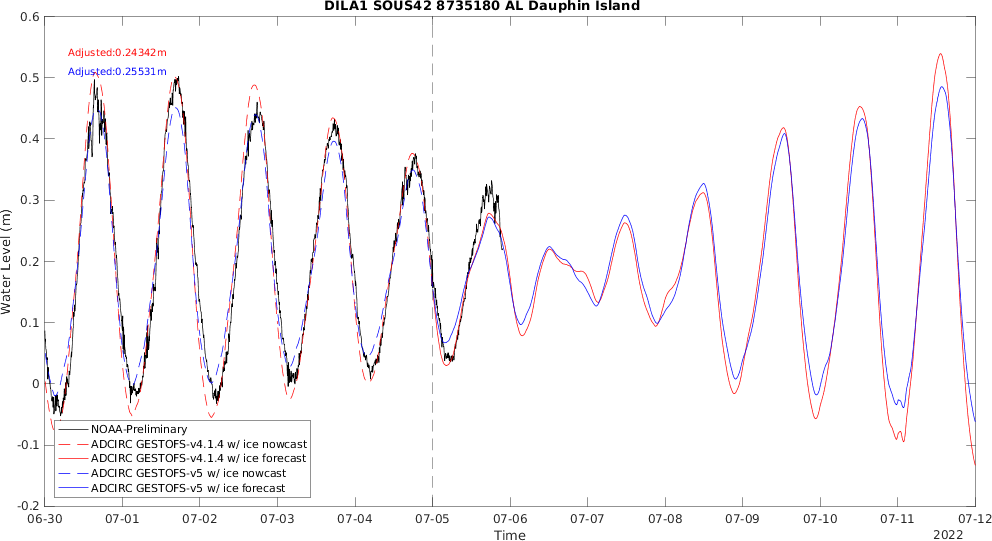 DILA1 SOUS42 8735180 AL Dauphin Island
0.6
Adjusted:0.24342m
Adjusted:0.25531m
0.5
0.4
0.3
0.2
0.1
0
-0.1
-0.2
Water Level (m)
NOAA-Preliminary
ADCIRC GESTOFS-v4.1.4 w/ ice nowcast
ADCIRC GESTOFS-v4.1.4 w/ ice forecast
ADCIRC GESTOFS-v5 w/ ice nowcast
ADCIRC GESTOFS-v5 w/ ice forecast
06-30 07-01 07-02 07-03 07-04 07-05 07-06 07-07 07-08 07-09 07-10 07-11 07-12
Time
2022